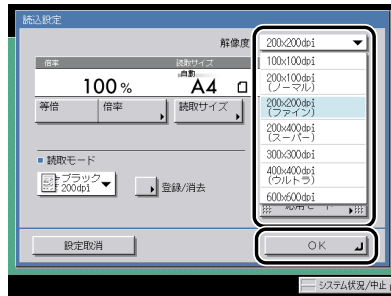 読込設定
解像度
200x200dpi
倍率
読取サイズ
100 %
自動
A4
等倍
倍率
読取サイズ
100x100dpi
200x100dpi
(ノーマル)
200x200dpi
(ファイン)
200x400dpi
(スーパー)
300x300dpi
400x400dpi
(ウルトラ)
600x600dpi
読取モード
ブラック
200dpi
登録/消去
設定取消
OK
システム状況/中止